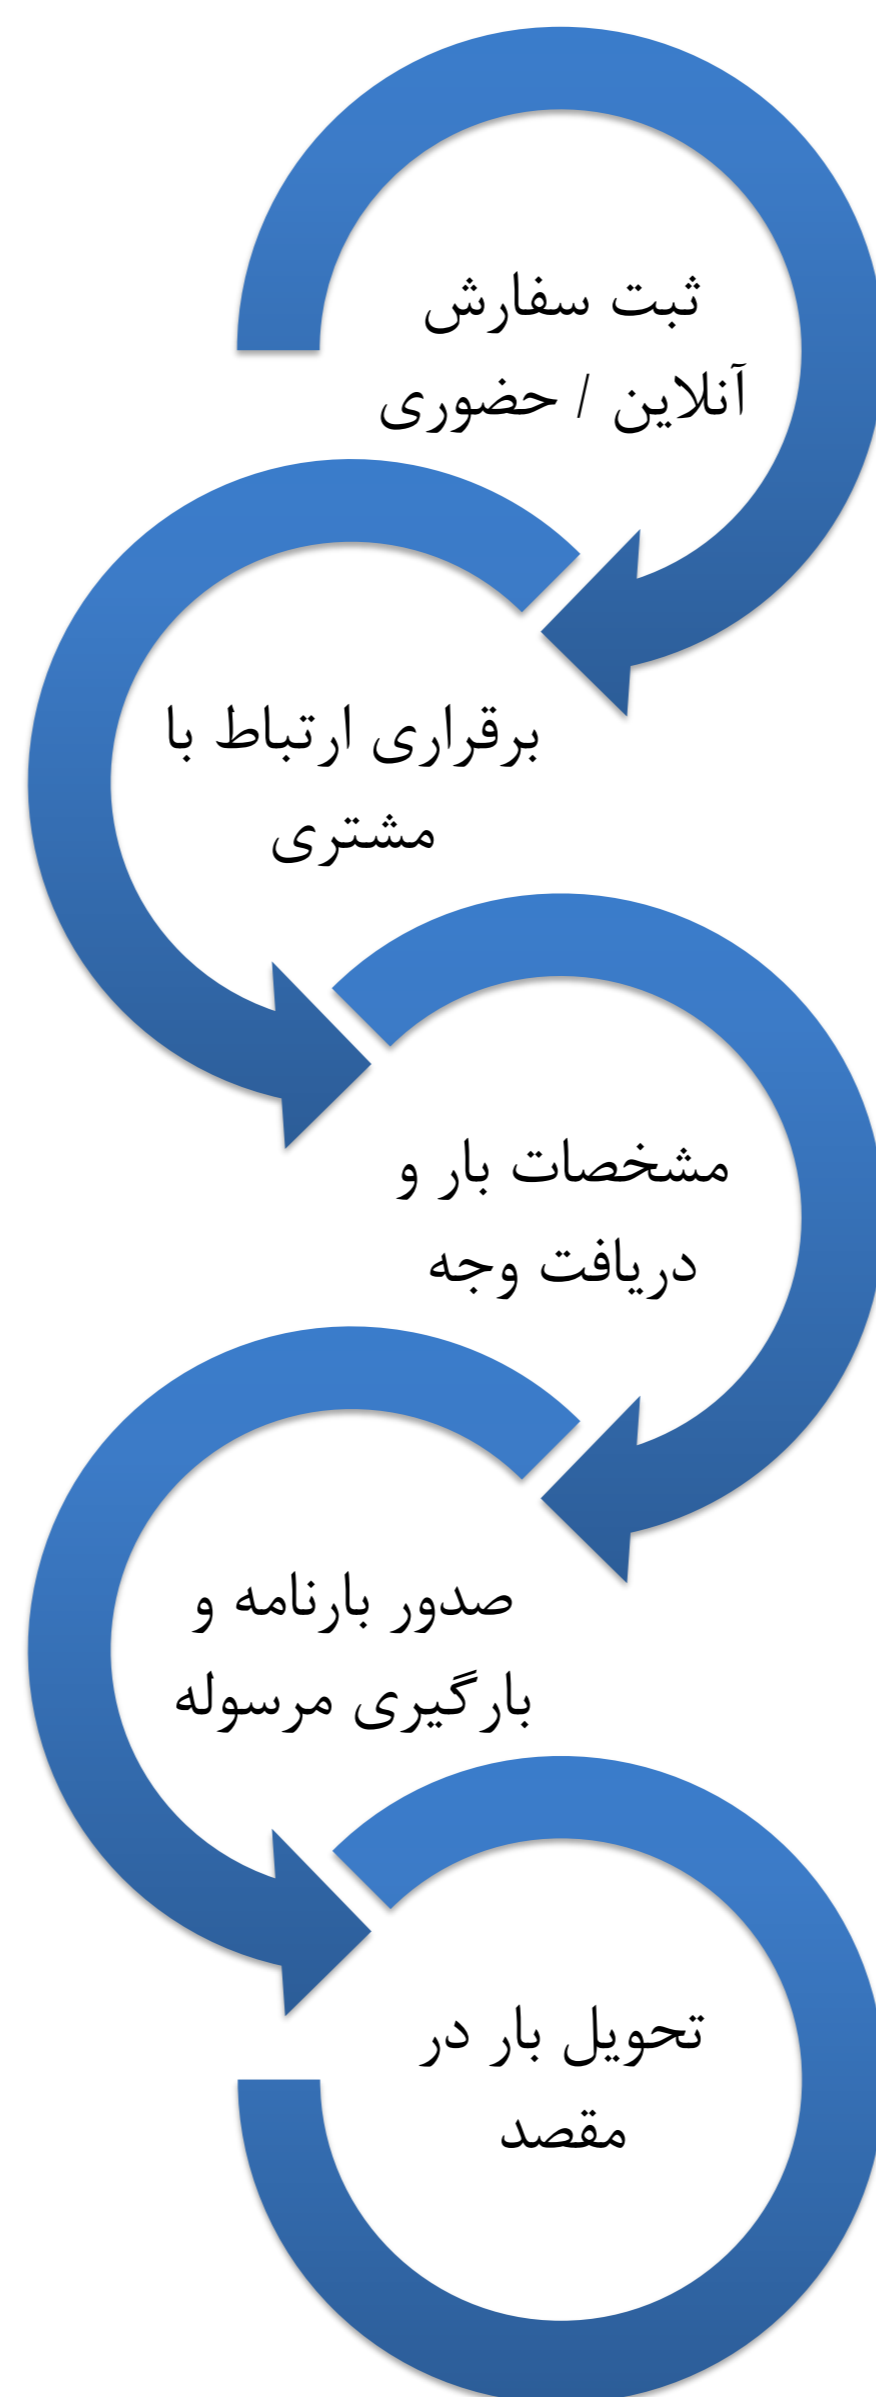 ثبت سفارش
آنلاین / حضوری
برقراری ارتباط با
مشتری
مشخصات بار و
دریافت وجه
صدور بارنامه و
بارگیری مرسوله
تحویل بار در
مقصد